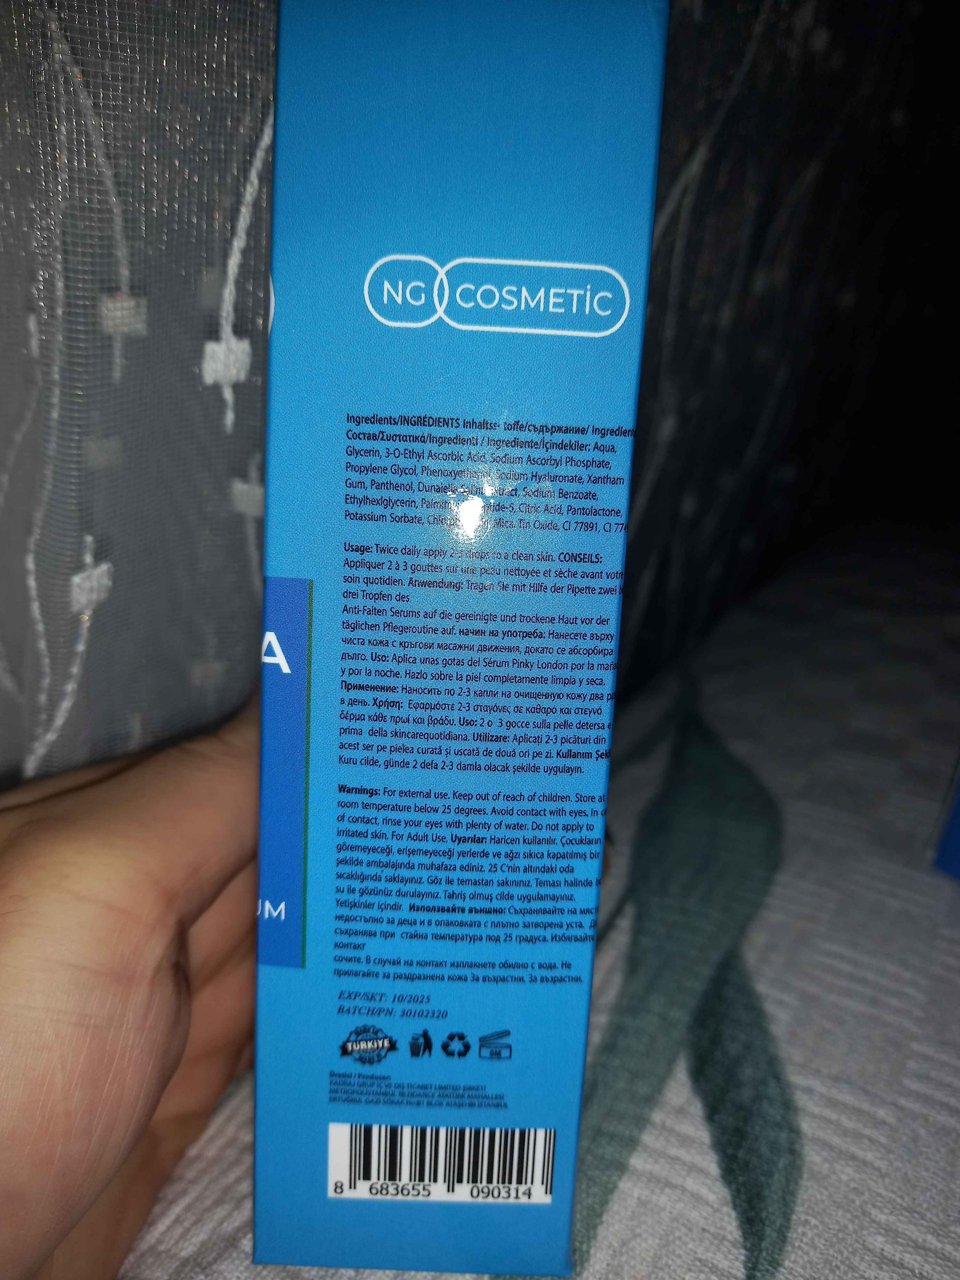 NG COSMETİC
Ingredients/INGRÉDIENTS Inhaltss- toffe/съдържание/ Ingredien
Состав/Συστατικά/Ingredienti / Ingrediente/İçindekiler: Aqua,
Glycerin, 3-O-Ethyl Ascorbic Acid, Sodium Ascorbyl Phosphate,
Propylene Glycol, Sodium Hyaluronate, Xantham
Gum, Panthenol, Sodium Benzoate,
Ethylhexlglycerin, Citric Acid, Pantolactone,
Potassium Sorbate, Mica, Tin Oxide, CI 77891, CI 77
Usage: Twice daily apply 2-3 drops to a clean skin. CONSEILS:
Appliquer 2 à 3 gouttes sur une peau nettoyée et sèche avant votr
soin quotidien. Anwendung: Tragen Sie mit Hilfe der Pipette zwei b
drei Tropfen des
Anti-Falten Serums auf die gereinigte und trockene Haut vor der
täglichen Pflegeroutine auf. начин на употреба: Нанесете върху
чиста кожа с кръгови масажни движения, докато се абсорбира
дълго. Uso: Aplica unas gotas del Sérum Pinky London por la maña
y por la noche. Hazlo sobre la piel completamente limpia y seca.
Применение: Наносить по 2-3 капли на очищенную кожу два р
в день. Χρήση: Εφαρμόστε 2-3 σταγόνες σε καθαρό και στεγνό
δέρμα κάθε πρωί και βράδυ. Uso: 2 o 3 gocce sulla pelle detersa e
prima della skincarequotidiana. Utilizare: Aplicați 2-3 picături din
acest ser pe pielea curată și uscată de două ori pe zi. Kullanım Şekl
Kuru cilde, günde 2 defa 2-3 damla olacak şekilde uygulayın.
Warnings: For external use. Keep out of reach of children. Store at
room temperature below 25 degrees. Avoid contact with eyes. In c
of contact, rinse your eyes with plenty of water. Do not apply to
irritated skin. For Adult Use. Uyarılar: Haricen kullanılır. Çocukların
göremeyeceği, erişemeyeceği yerlerde ve ağzı sıkıca kapatılmış bir
şekilde ambalajında muhafaza ediniz. 25 C'nin altındaki oda
sıcaklığında saklayınız. Göz ile temastan sakınınız. Teması halinde b
su ile gözünüz durulayınız. Tahriş olmuş cilde uygulamayınız.
Yetişkinler içindir. Използвайте външно: Съхранявайте на мяст
недостъпно за деца и в опаковката с плътно затворена уста. Д
съхранява при стайна температура под 25 градуса. Избягвайте
контакт
сочите. В случай на контакт изплакнете обилно с вода. Не
прилагайте за раздразнена кожа За възрастни. За възрастни.
EXP/SKT: 10/2025
BATCH/PN: 30102320
TÜRKİYE
Üretici / Producer:
A
UM
8 683655 090314